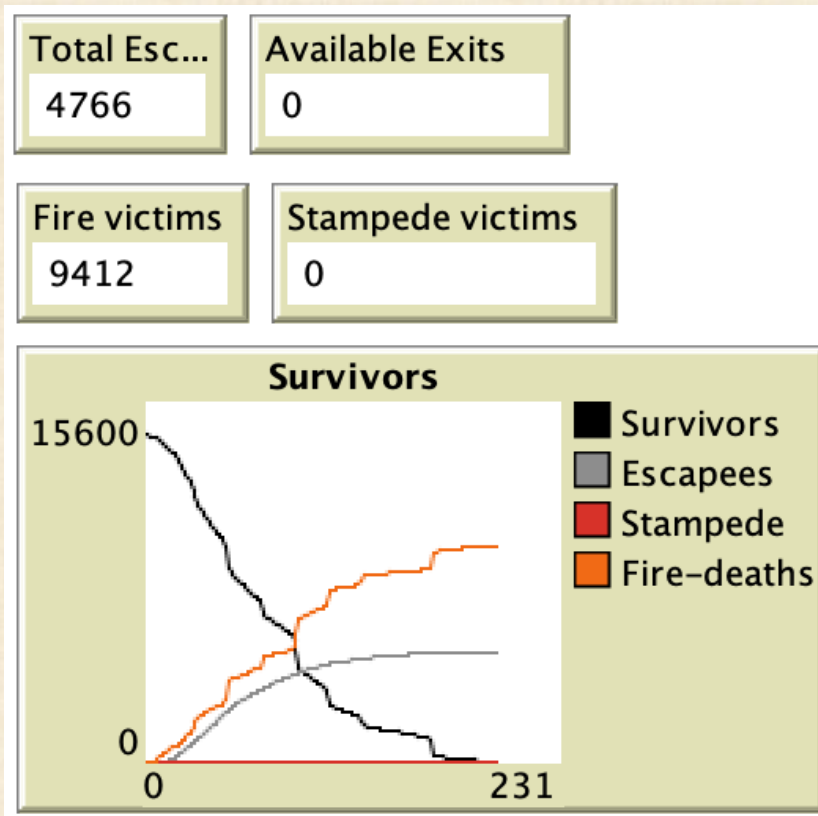 Total Esc...
4766
Available Exits
0
Fire victims
9412
Stampede victims
0
Survivors
15600
0
0
231
Survivors
Escapees
Stampede
Fire-deaths